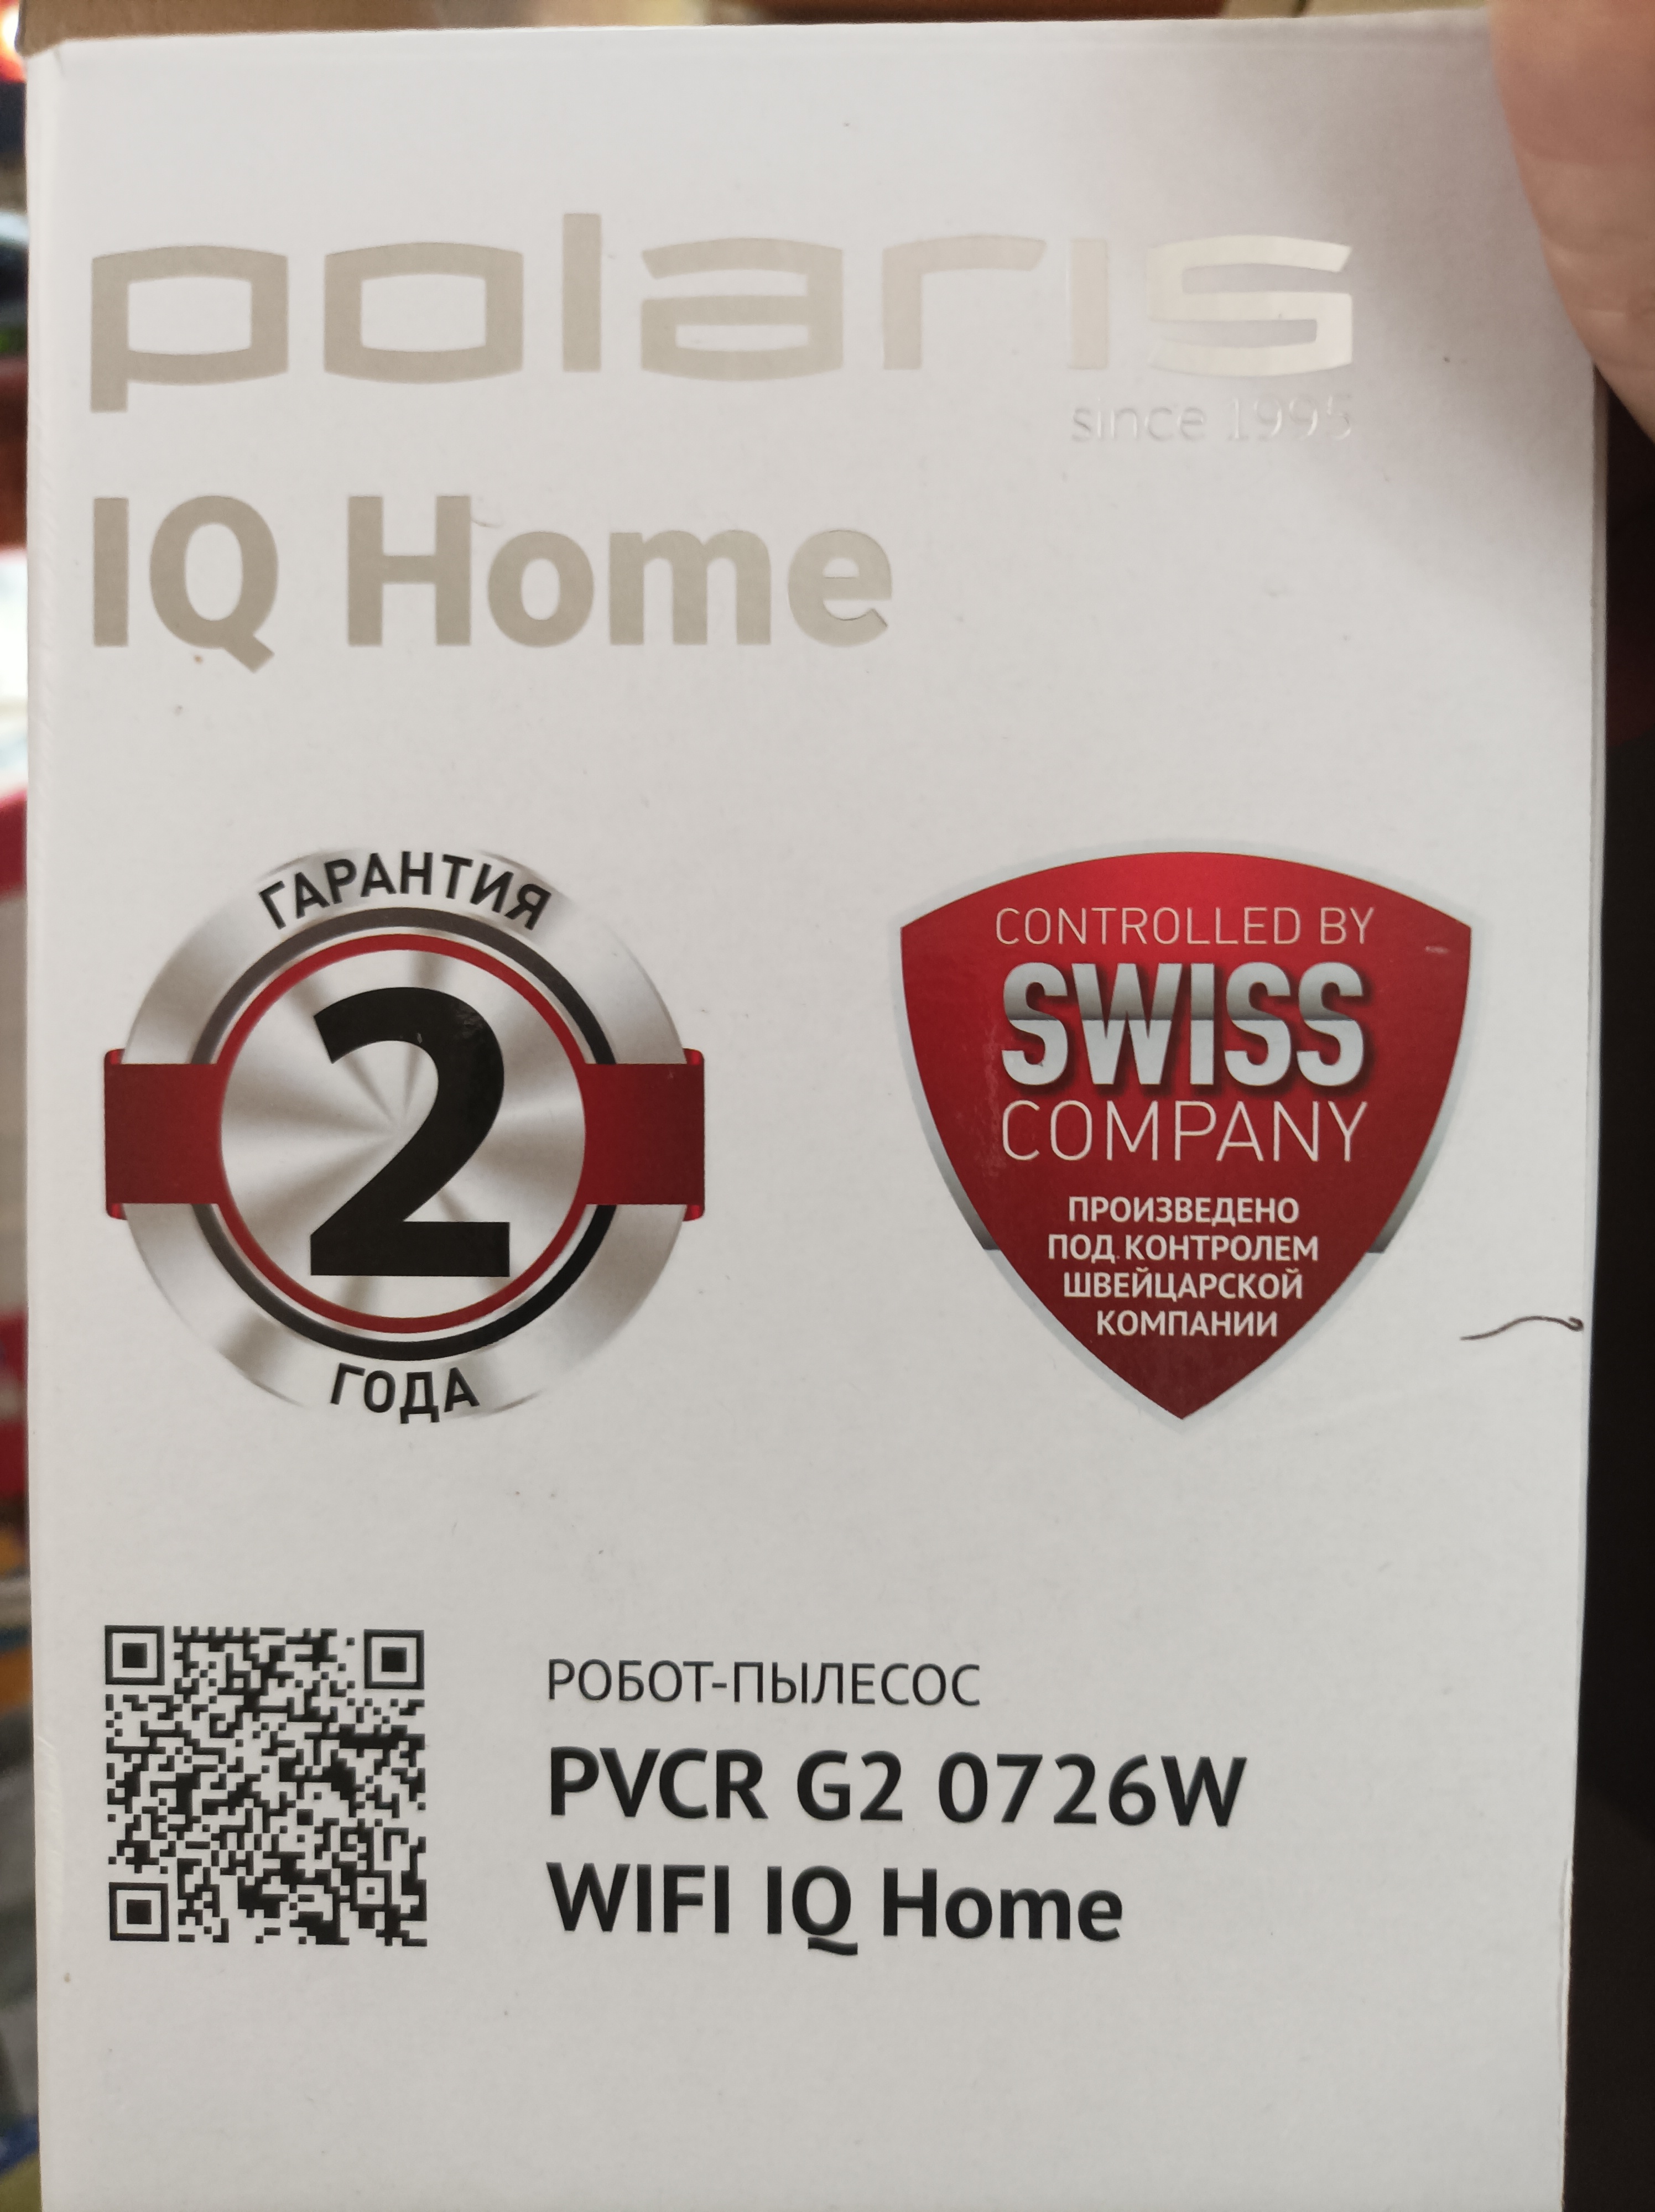 polaris
since 1995
IQ Home
ГАРАНТИЯ
2
ГОДА
CONTROLLED BY
SWISS
COMPANY
ПРОИЗВЕДЕНО
ПОД КОНТРОЛЕМ
ШВЕЙЦАРСКОЙ
КОМПАНИИ
РОБОТ-ПЫЛЕСОС
PVCR G2 0726W
WIFI IQ Home